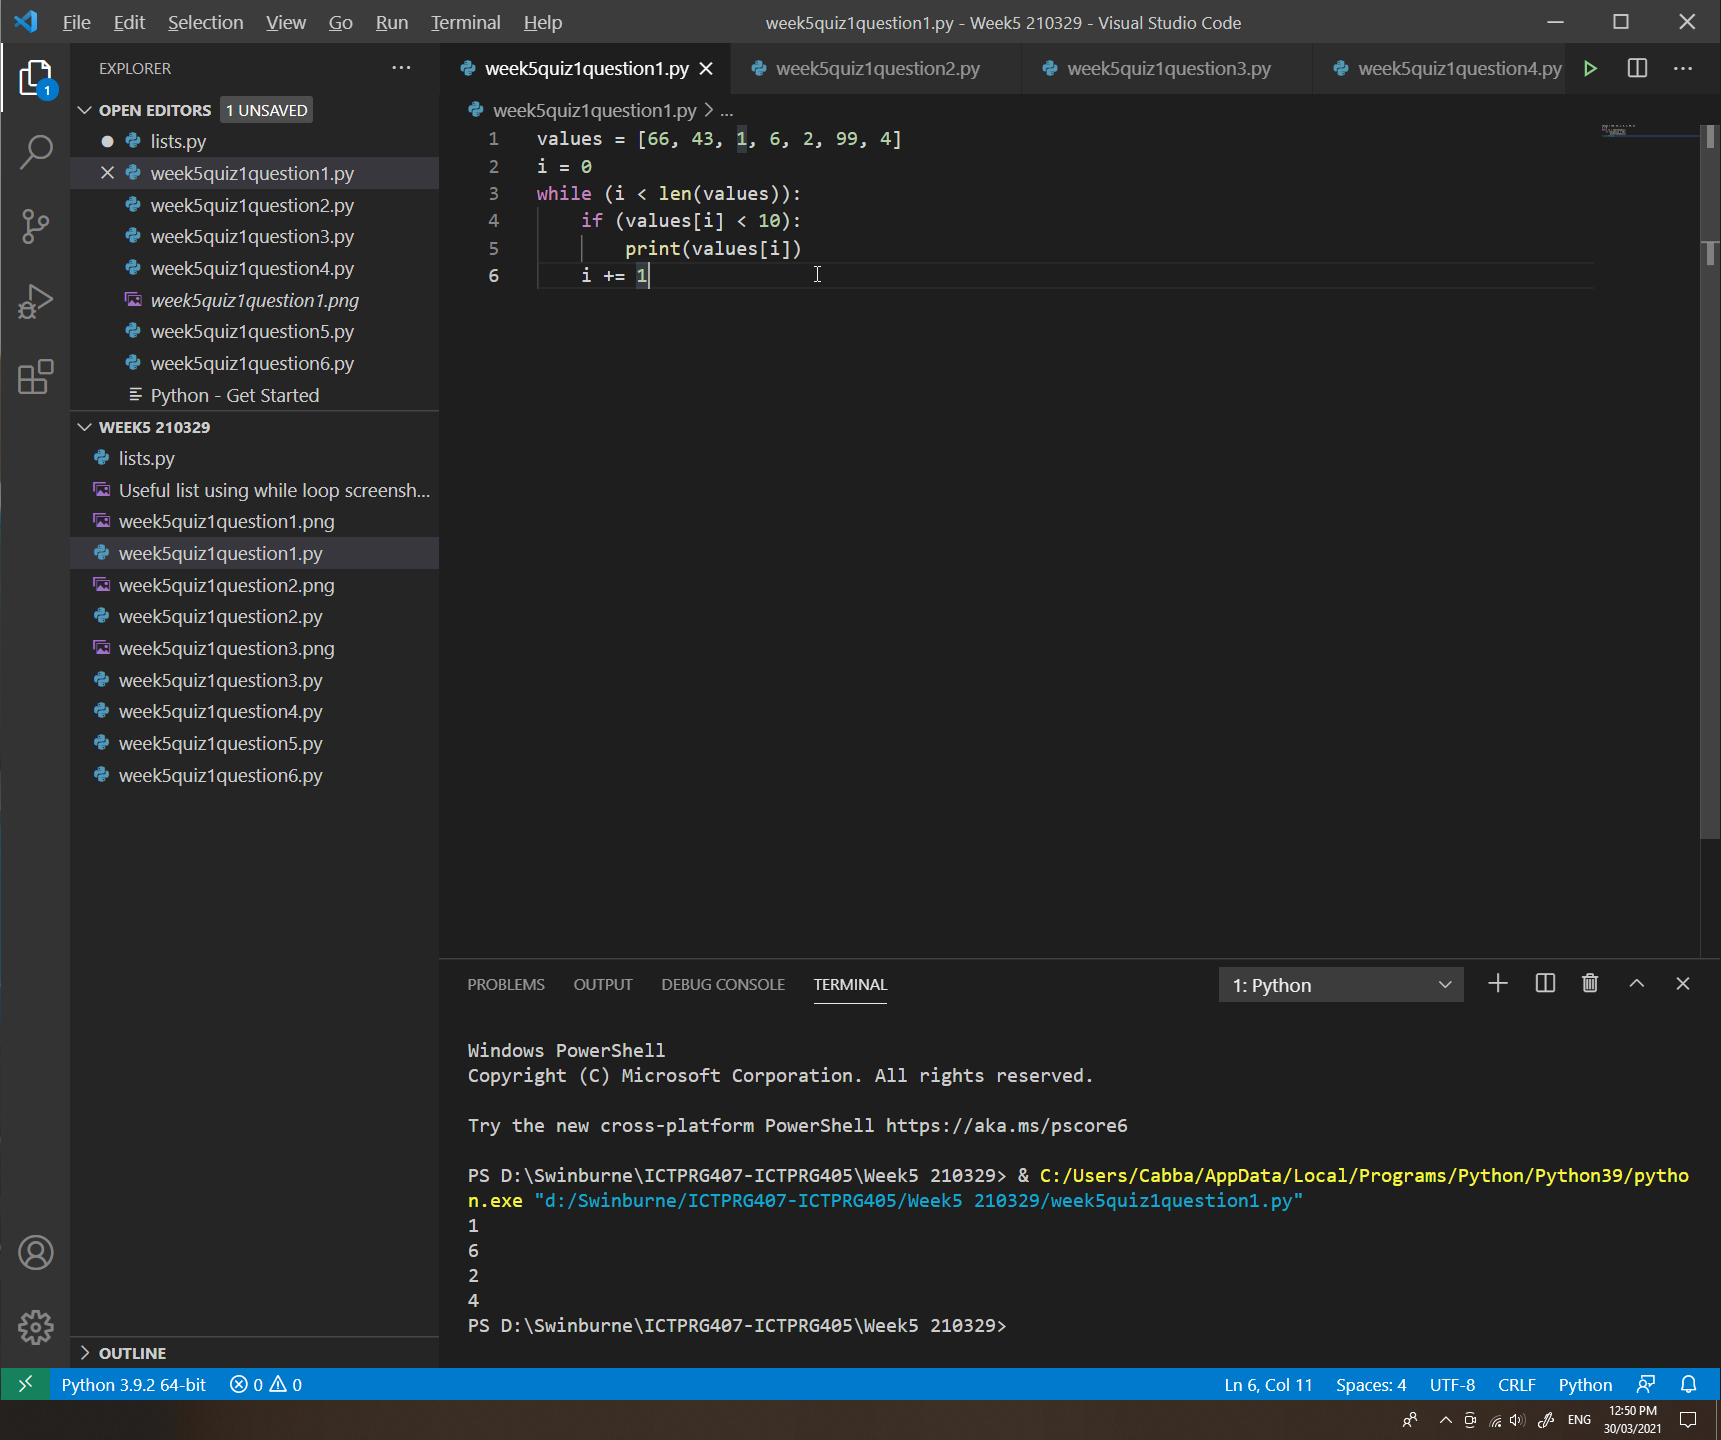 File Edit Selection View Go Run Terminal Help
week5quiz1question1.py - Week5 210329 - Visual Studio Code
EXPLORER
OPEN EDITORS 1 UNSAVED
lists.py
week5quiz1question1.py
week5quiz1question2.py
week5quiz1question3.py
week5quiz1question4.py
week5quiz1question1.png
week5quiz1question5.py
week5quiz1question6.py
Python - Get Started
WEEK5 210329
lists.py
Useful list using while loop screensh...
week5quiz1question1.png
week5quiz1question1.py
week5quiz1question2.png
week5quiz1question2.py
week5quiz1question3.png
week5quiz1question3.py
week5quiz1question4.py
week5quiz1question5.py
week5quiz1question6.py
OUTLINE
1
week5quiz1question1.py week5quiz1question2.py week5quiz1question3.py week5quiz1question4.py
week5quiz1question1.py > ...
1 values = [66, 43, 1, 6, 2, 99, 4]
2 i = 0
3 while (i < len(values)):
4     if (values[i] < 10):
5         print(values[i])
6     i += 1
PROBLEMS OUTPUT DEBUG CONSOLE TERMINAL 1: Python
Windows PowerShell
Copyright (C) Microsoft Corporation. All rights reserved.
Try the new cross-platform PowerShell https://aka.ms/pscore6
PS D:\Swinburne\ICTPRG407-ICTPRG405\Week5 210329> & C:/Users/Cabba/AppData/Local/Programs/Python/Python39/pytho
n.exe "d:/Swinburne/ICTPRG407-ICTPRG405/Week5 210329/week5quiz1question1.py"
1
6
2
4
PS D:\Swinburne\ICTPRG407-ICTPRG405\Week5 210329>
Python 3.9.2 64-bit 0 0 Ln 6, Col 11 Spaces: 4 UTF-8 CRLF Python
ENG 12:50 PM
30/03/2021